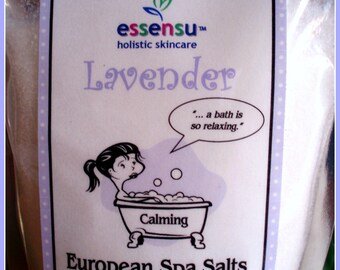 essensu™
holistic skincare
Lavender
"... a bath is
so relaxing."
Calming
European Spa Salts